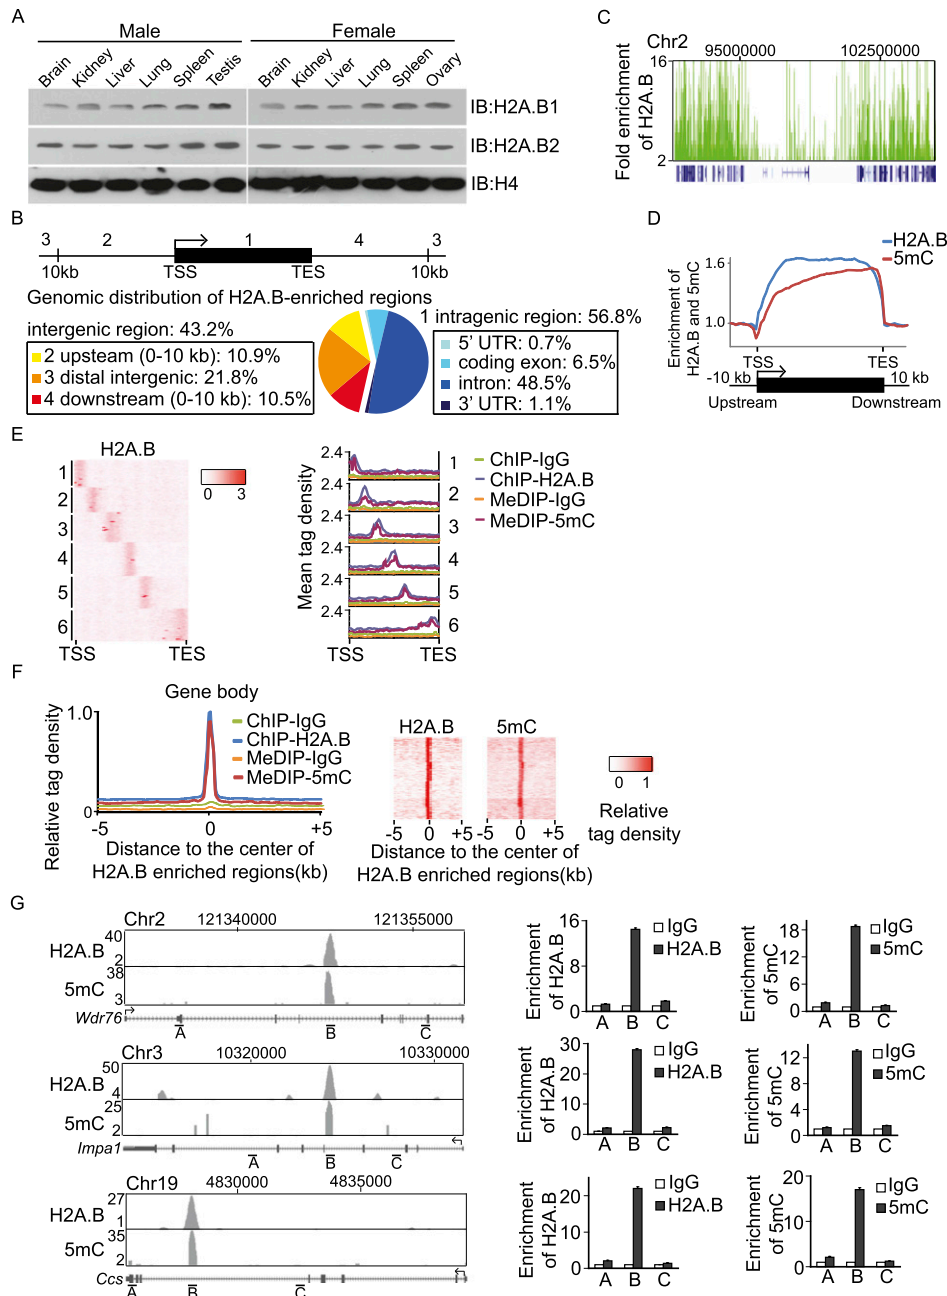 A
Male
Female
Brain
Kidney
Liver
Lung
Spleen
Testis
Brain
Kidney
Liver
Lung
Spleen
Ovary
IB:H2A.B1
IB:H2A.B2
IB:H4
B
3 2 1 4 3
10kb TSS TES 10kb
Genomic distribution of H2A.B-enriched regions
intergenic region: 43.2%
2 upsteam (0-10 kb): 10.9%
3 distal intergenic: 21.8%
4 downstream (0-10 kb): 10.5%
1 intragenic region: 56.8%
5' UTR: 0.7%
coding exon: 6.5%
intron: 48.5%
3' UTR: 1.1%
C
Chr2
95000000 102500000
16
2
Fold enrichment
of H2A.B
D
H2A.B
5mC
1.6
1.0
Enrichment of
H2A.B and 5mC
TSS TES
-10 kb 10 kb
Upstream Downstream
E
H2A.B
1
2
3
4
5
6
TSS TES
0 3
Mean tag density
2.4
2.4
2.4
2.4
2.4
2.4
1
2
3
4
5
6
TSS TES
ChIP-IgG
ChIP-H2A.B
MeDIP-IgG
MeDIP-5mC
F
Gene body
Relative tag density
1.0
0
-5 0 +5
Distance to the center of
H2A.B enriched regions(kb)
ChIP-IgG
ChIP-H2A.B
MeDIP-IgG
MeDIP-5mC
H2A.B 5mC
-5 0 +5 -5 0 +5
Distance to the center of
H2A.B enriched regions(kb)
0 1
Relative
tag density
G
Chr2 121340000 121355000
H2A.B 40
2
5mC 38
3
Wdr76
A B C
Enrichment
of H2A.B
16
8
0
IgG
H2A.B
A B C
Enrichment
of 5mC
18
12
6
0
IgG
5mC
A B C
Chr3 10320000 10330000
H2A.B 50
4
5mC 25
2
Impa1
A B C
Enrichment
of H2A.B
30
20
10
0
IgG
H2A.B
A B C
Enrichment
of 5mC
12
8
4
0
IgG
5mC
A B C
Chr19 4830000 4835000
H2A.B 27
1
5mC 35
2
Ccs
A B C
Enrichment
of H2A.B
20
10
0
IgG
H2A.B
A B C
Enrichment
of 5mC
20
10
0
IgG
5mC
A B C